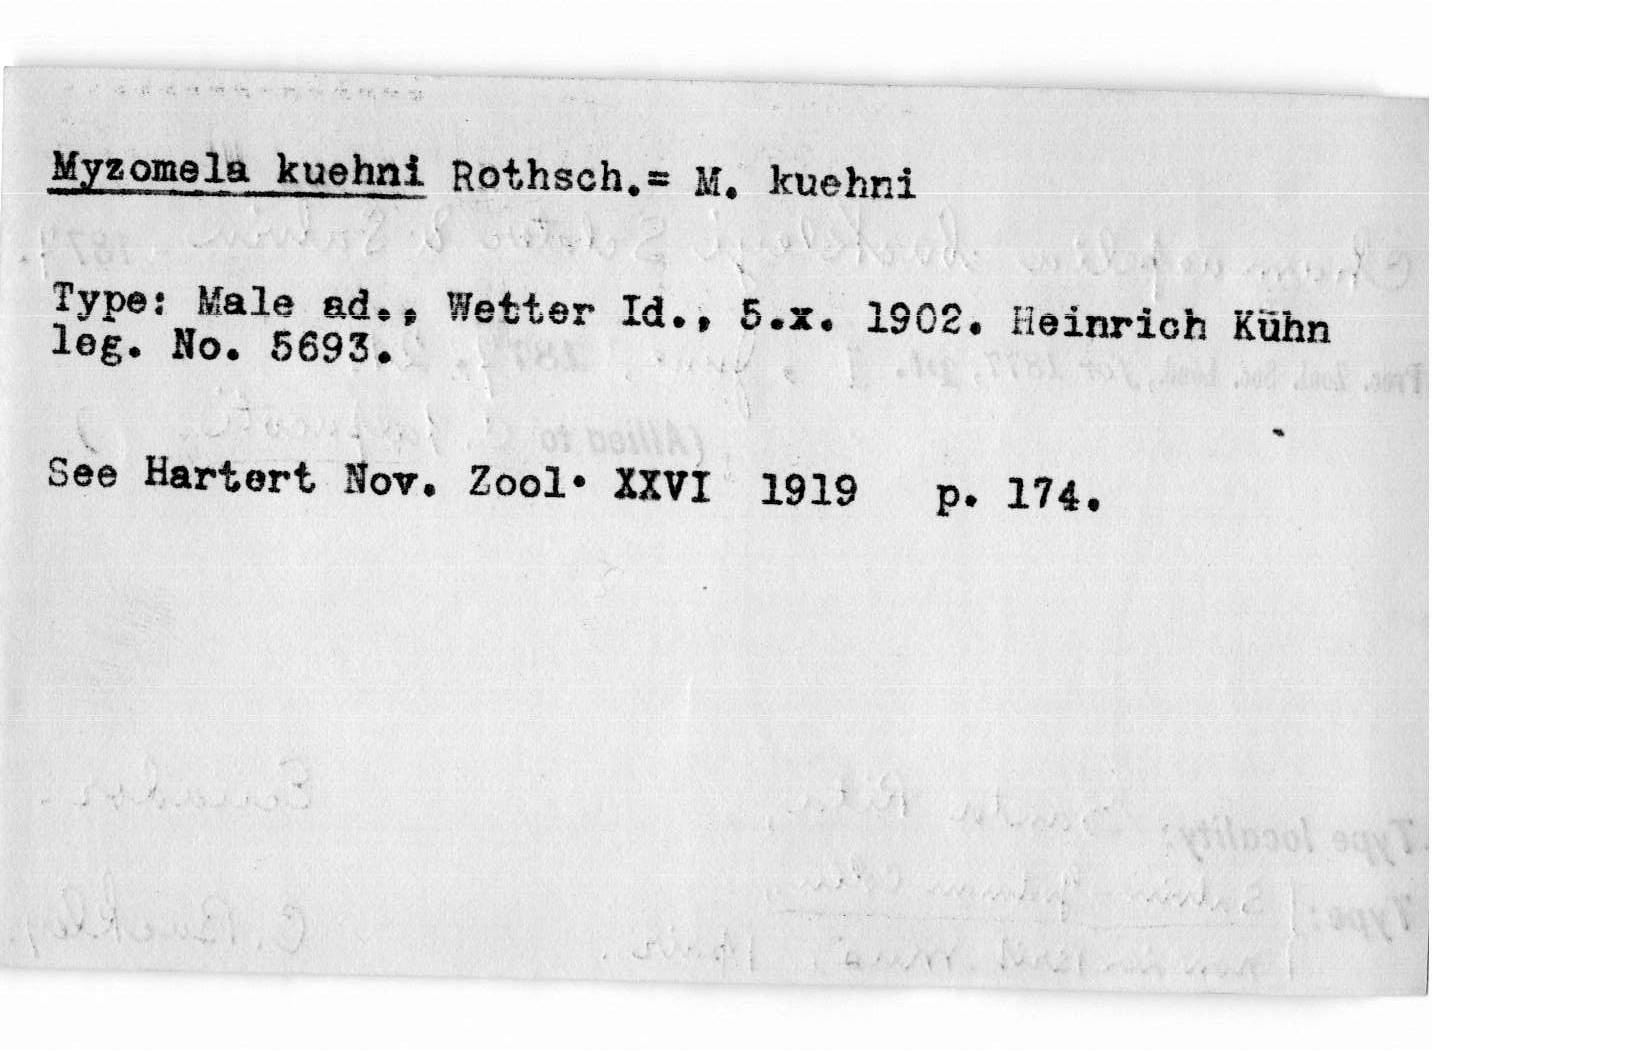 Myzomela kuehni Rothsch.= M. kuehni
Type: Male ad., Wetter Id., 5.x. 1902. Heinrich Kühn
leg. No. 5693.
See Hartert Nov. Zool. XXVI 1919 p. 174.